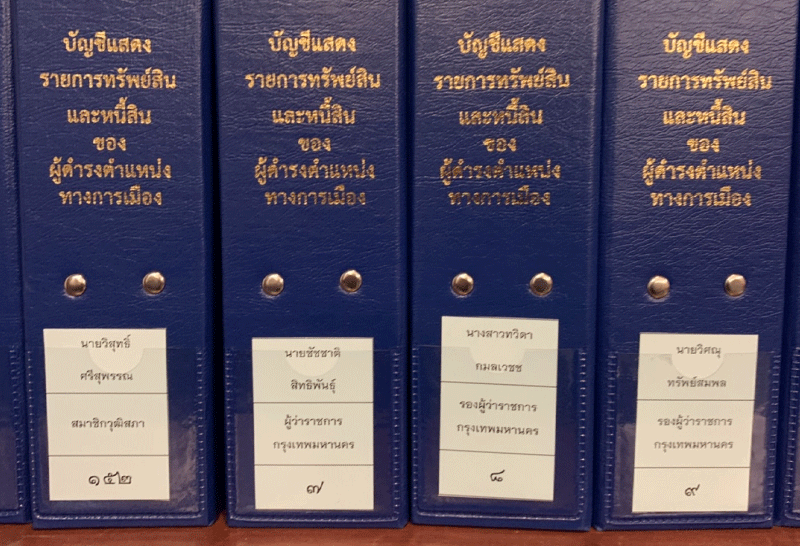 บัญชีแสดง
รายการทรัพย์สิน
และหนี้สิน
ของ
ผู้ดำรงตำแหน่ง
ทางการเมือง
นายวิสุทธิ์
ศรีสุพรรณ
สมาชิกวุฒิสภา
๑๕๒
บัญชีแสดง
รายการทรัพย์สิน
และหนี้สิน
ของ
ผู้ดำรงตำแหน่ง
ทางการเมือง
นายชัชชาติ
สิทธิพันธุ์
ผู้ว่าราชการ
กรุงเทพมหานคร
๗
บัญชีแสดง
รายการทรัพย์สิน
และหนี้สิน
ของ
ผู้ดำรงตำแหน่ง
ทางการเมือง
นางสาวทวิดา
กมลเวชช
รองผู้ว่าราชการ
กรุงเทพมหานคร
๘
บัญชีแสดง
รายการทรัพย์สิน
และหนี้สิน
ของ
ผู้ดำรงตำแหน่ง
ทางการเมือง
นายวิศณุ
ทรัพย์สมพล
รองผู้ว่าราชการ
กรุงเทพมหานคร
๙